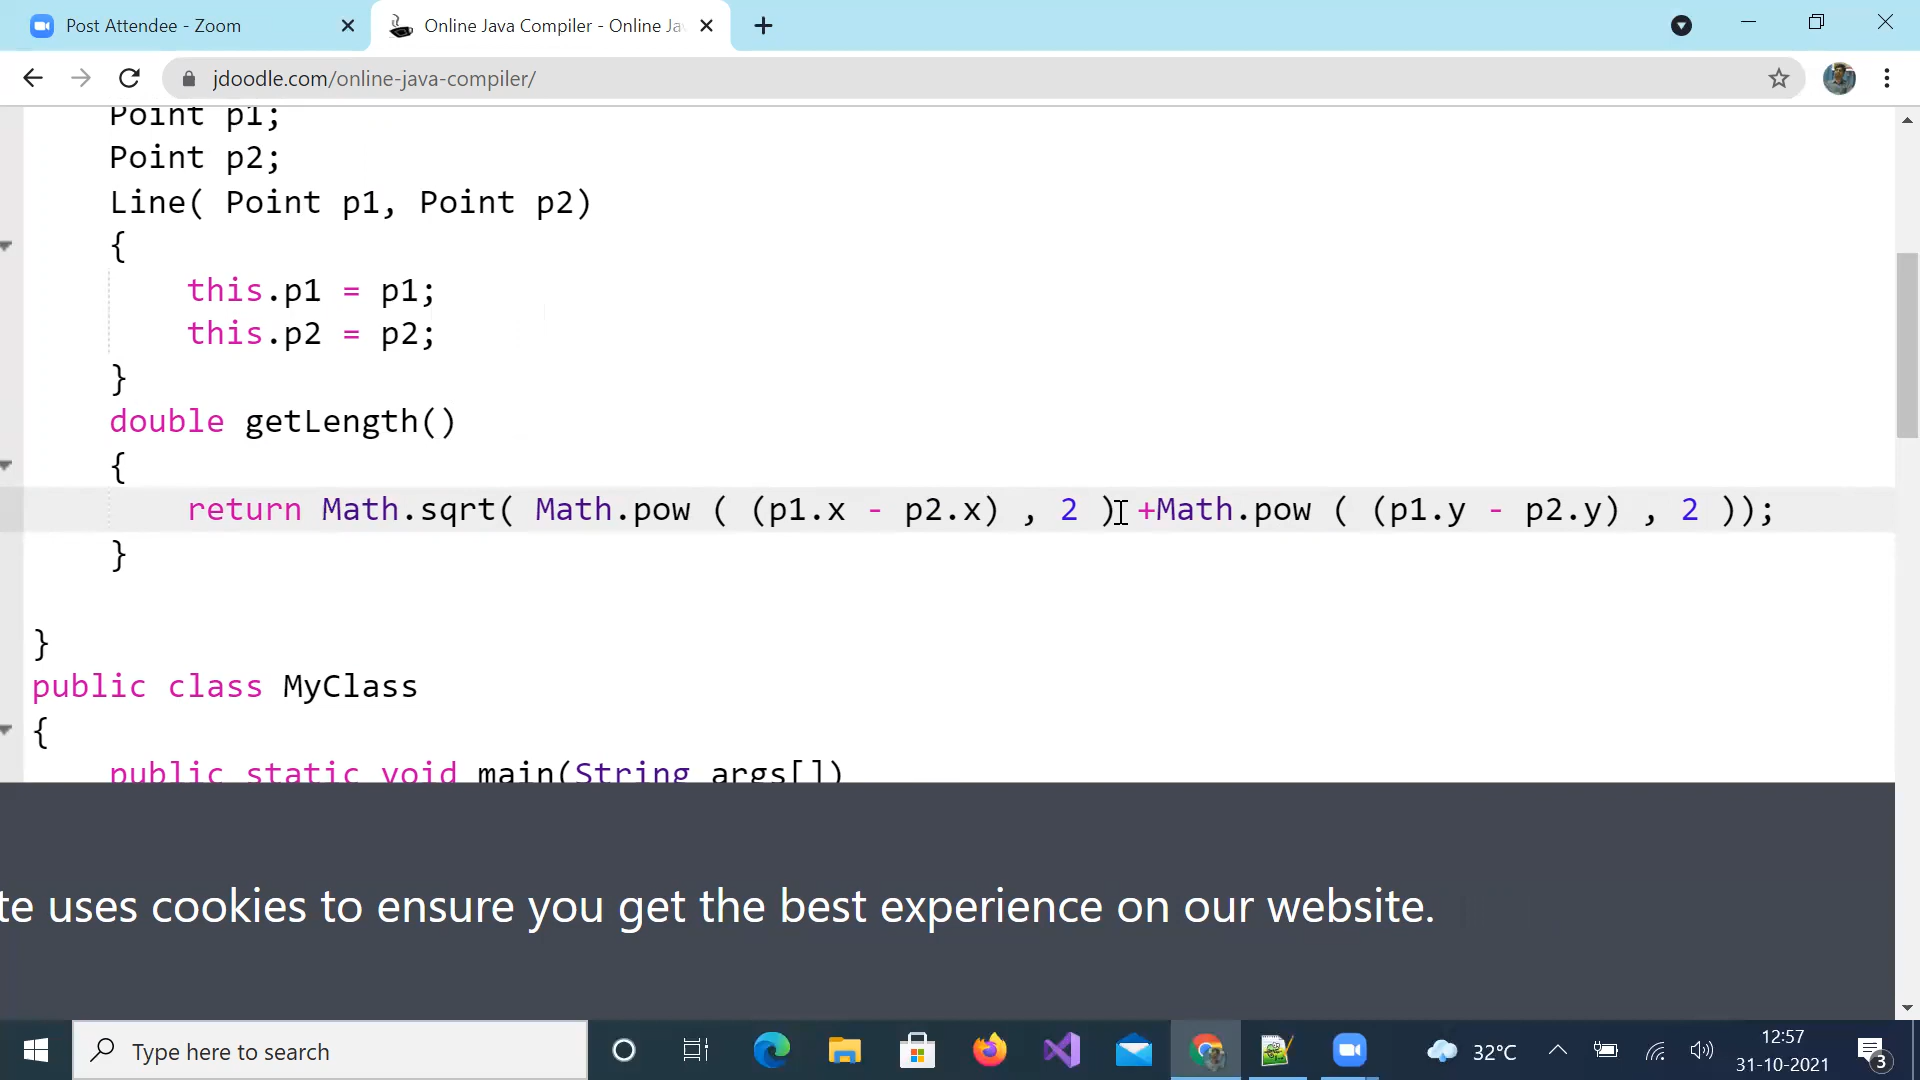 Post Attendee - Zoom
Online Java Compiler - Online Ja
jdoodle.com/online-java-compiler/
Point p1;
Point p2;
Line( Point p1, Point p2)
{
this.p1 = p1;
this.p2 = p2;
}
double getLength()
{
return Math.sqrt( Math.pow ( (p1.x - p2.x) , 2 ) +Math.pow ( (p1.y - p2.y) , 2 ));
}
}
public class MyClass
{
public static void main(String args[])
te uses cookies to ensure you get the best experience on our website.
Type here to search
32°C
12:57
31-10-2021
3